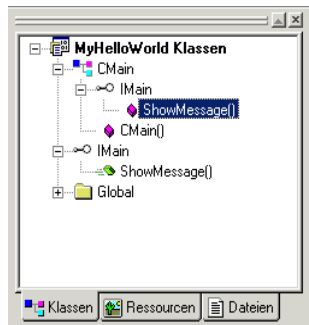 MyHelloWorld Klassen
CMain
IMain
ShowMessage()
CMain()
IMain
ShowMessage()
Global
Klassen Ressourcen Dateien